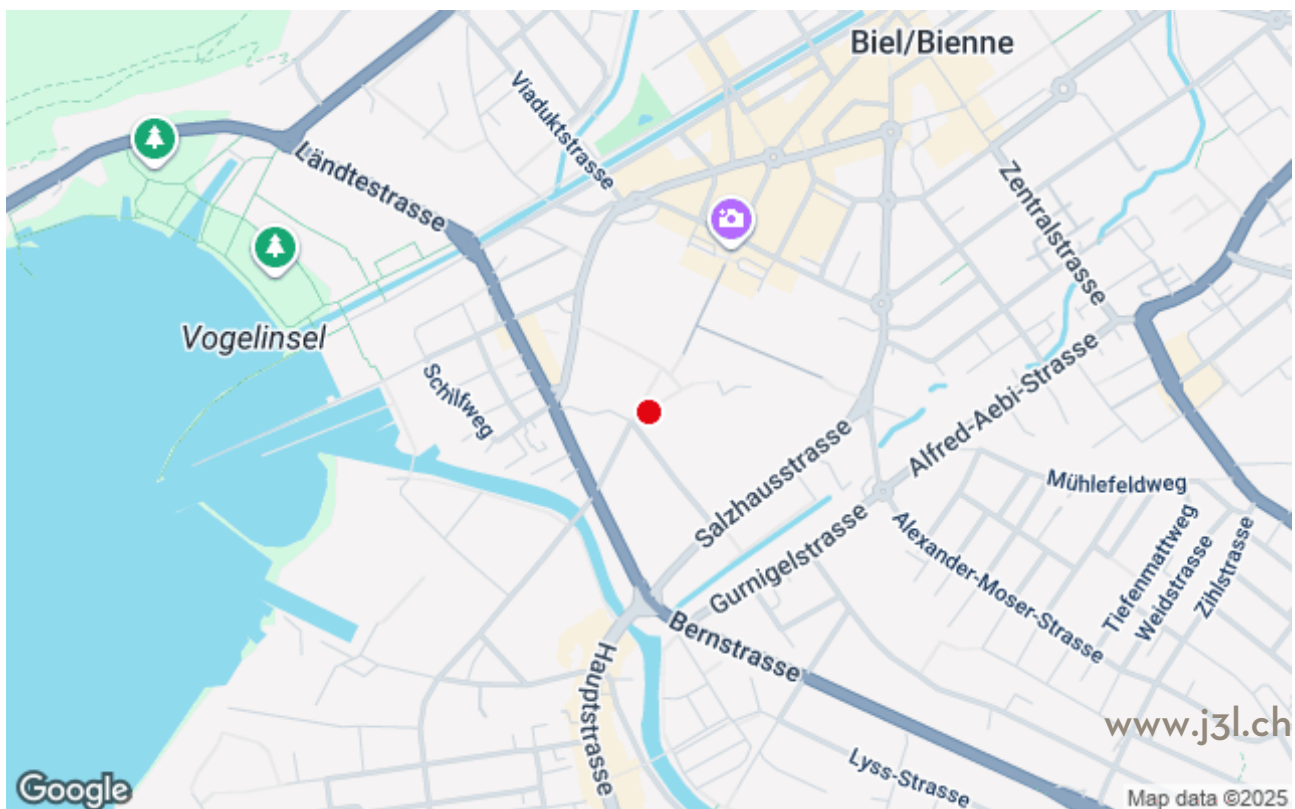 Biel/Bienne
Viaduktstrasse
Ländtestrasse
Zentralstrasse
Vogelinsel
Schilfweg
Alfred-Aebi-Strasse
Salzhausstrasse
Mühlefeldweg
Gurnigelstrasse
Alexander-Moser-Strasse
Tiefenmattweg
Weidstrasse
Zihlstrasse
Bernstrasse
Hauptstrasse
www.j3l.ch
Lyss-Strasse
Google
Map data ©2025